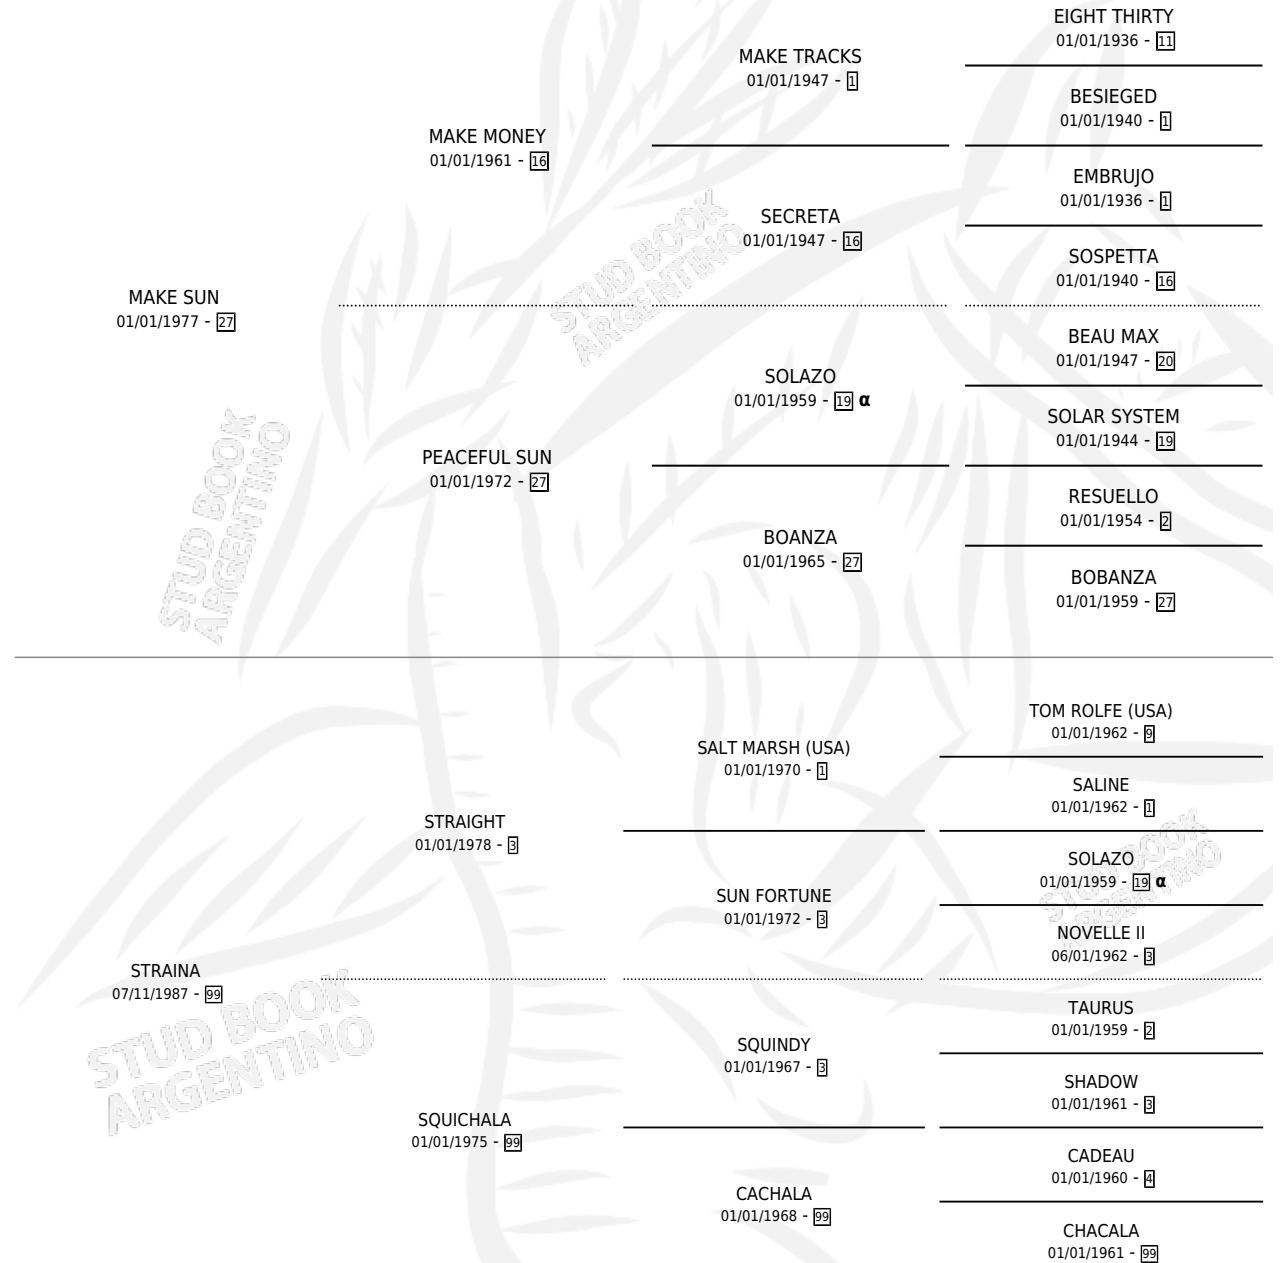 EIGHT THIRTY
01/01/1936 - 11
MAKE TRACKS
01/01/1947 - 1
BESIEGED
01/01/1940 - 1
MAKE MONEY
01/01/1961 - 16
EMBRUJO
01/01/1936 - 1
SECRETA
01/01/1947 - 16
SOSPETTA
01/01/1940 - 16
MAKE SUN
01/01/1977 - 27
BEAU MAX
01/01/1947 - 20
SOLAZO
01/01/1959 - 19 α
SOLAR SYSTEM
01/01/1944 - 19
PEACEFUL SUN
01/01/1972 - 27
RESUELLO
01/01/1954 - 2
BOANZA
01/01/1965 - 27
BOBANZA
01/01/1959 - 27
TOM ROLFE (USA)
01/01/1962 - 9
SALT MARSH (USA)
01/01/1970 - 1
SALINE
01/01/1962 - 1
STRAIGHT
01/01/1978 - 3
SOLAZO
01/01/1959 - 19 α
SUN FORTUNE
01/01/1972 - 3
NOVELLE II
06/01/1962 - 3
STRAINA
07/11/1987 - 99
TAURUS
01/01/1959 - 2
SQUINDY
01/01/1967 - 3
SHADOW
01/01/1961 - 3
SQUICHALA
01/01/1975 - 99
CADEAU
01/01/1960 - 4
CACHALA
01/01/1968 - 99
CHACALA
01/01/1961 - 99
STUD BOOK
ARGENTINO
STUD BOOK
ARGENTINO
STUD BOOK
ARGENTINO
STUD BOOK
ARGENTINO